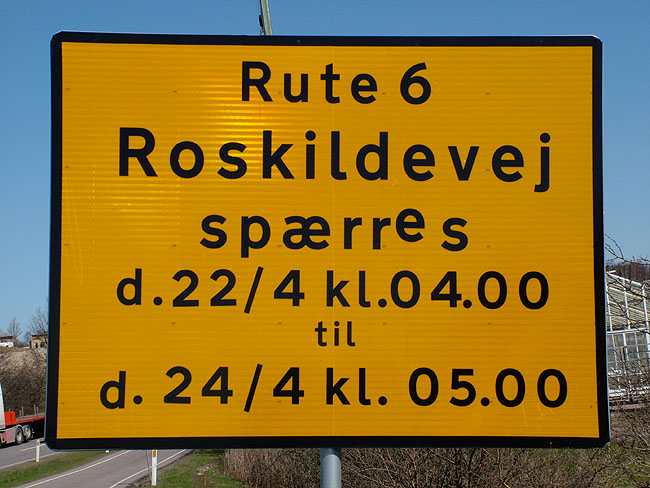 Rute 6
Roskildevej
spærres
d.22/4 kl.04.00
til
d. 24/4 kl. 05.00